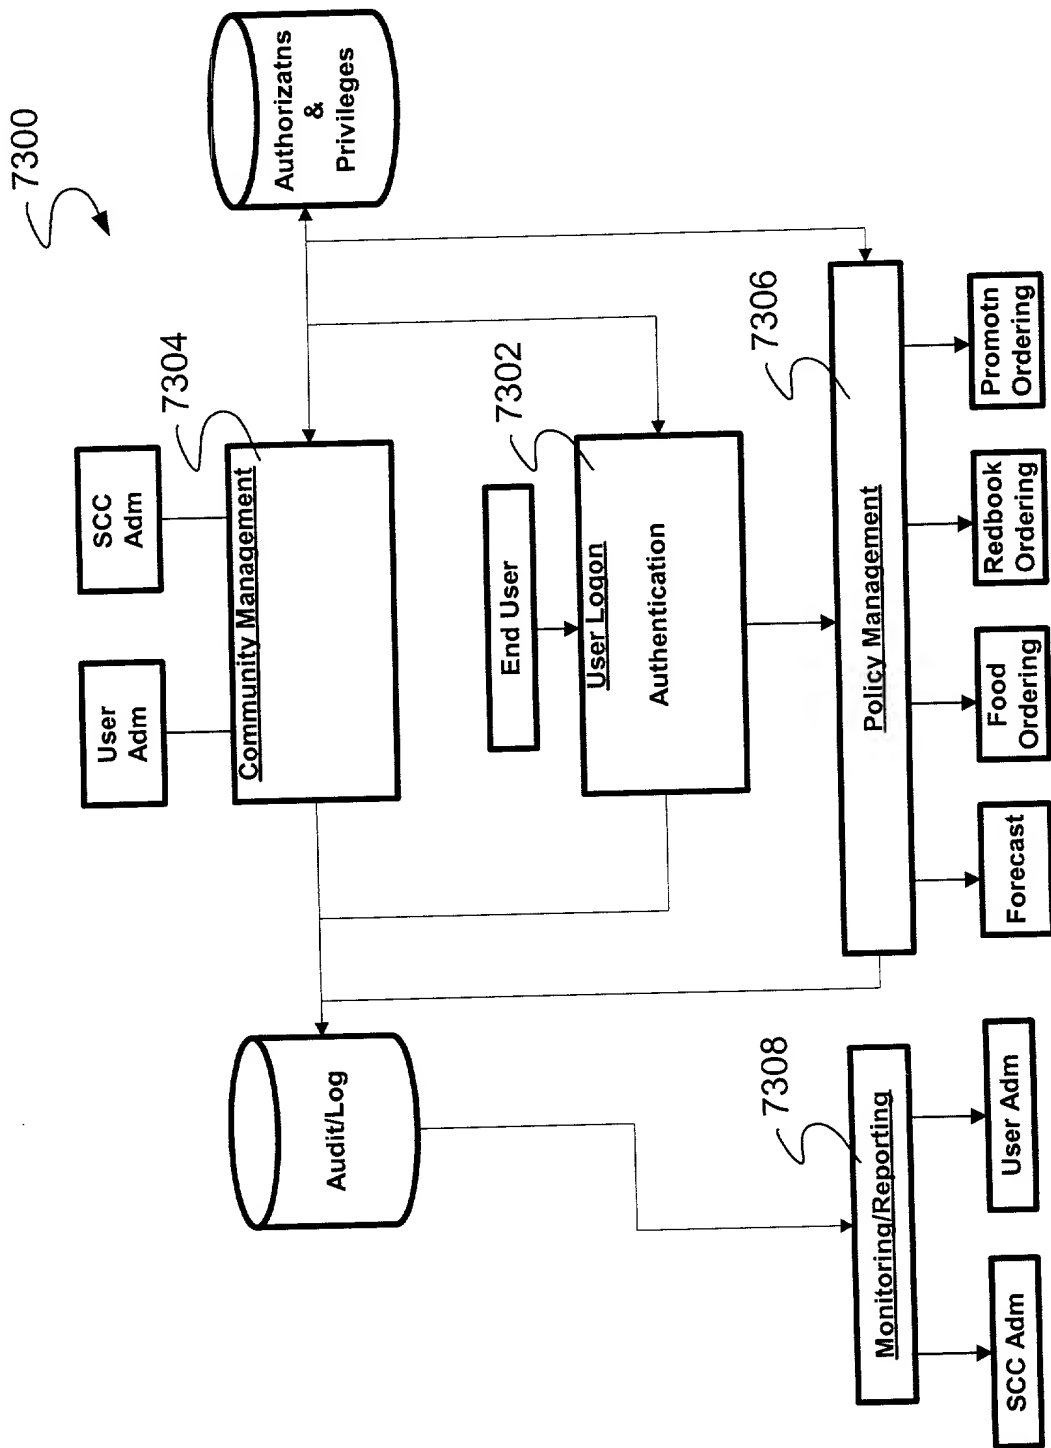 7300
User
Adm
SCC
Adm
7304
Community Management
Authorizatns
&
Privileges
Audit/Log
End User
7302
User Logon
Authentication
7306
Policy Management
7308
Monitoring/Reporting
SCC Adm
User Adm
Forecast
Food
Ordering
Redbook
Ordering
Promotn
Ordering